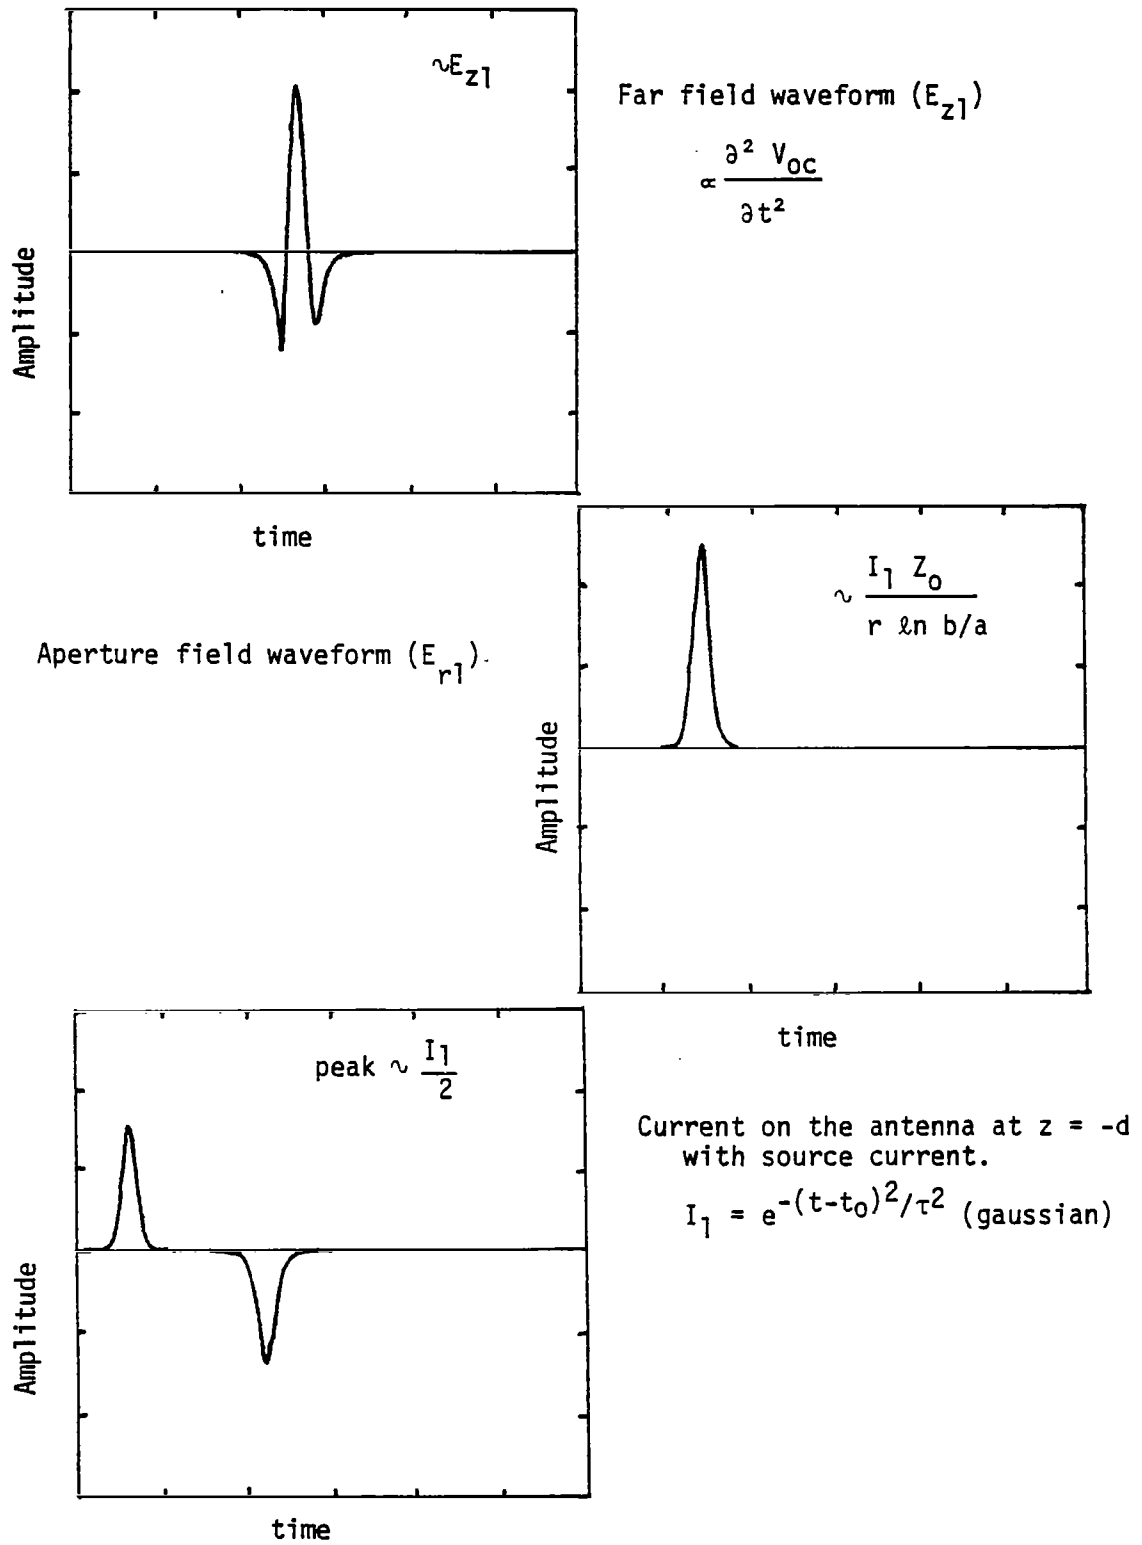 ~E_z1
Far field waveform (E_z1)
∝ ∂² V_oc / ∂t²
Amplitude
time
~ I_1 Z_o / r ℓn b/a
Aperture field waveform (E_r1).
Amplitude
time
peak ~ I_1 / 2
Current on the antenna at z = -d
with source current.
I_1 = e^-(t-t_o)^2/τ^2 (gaussian)
Amplitude
time